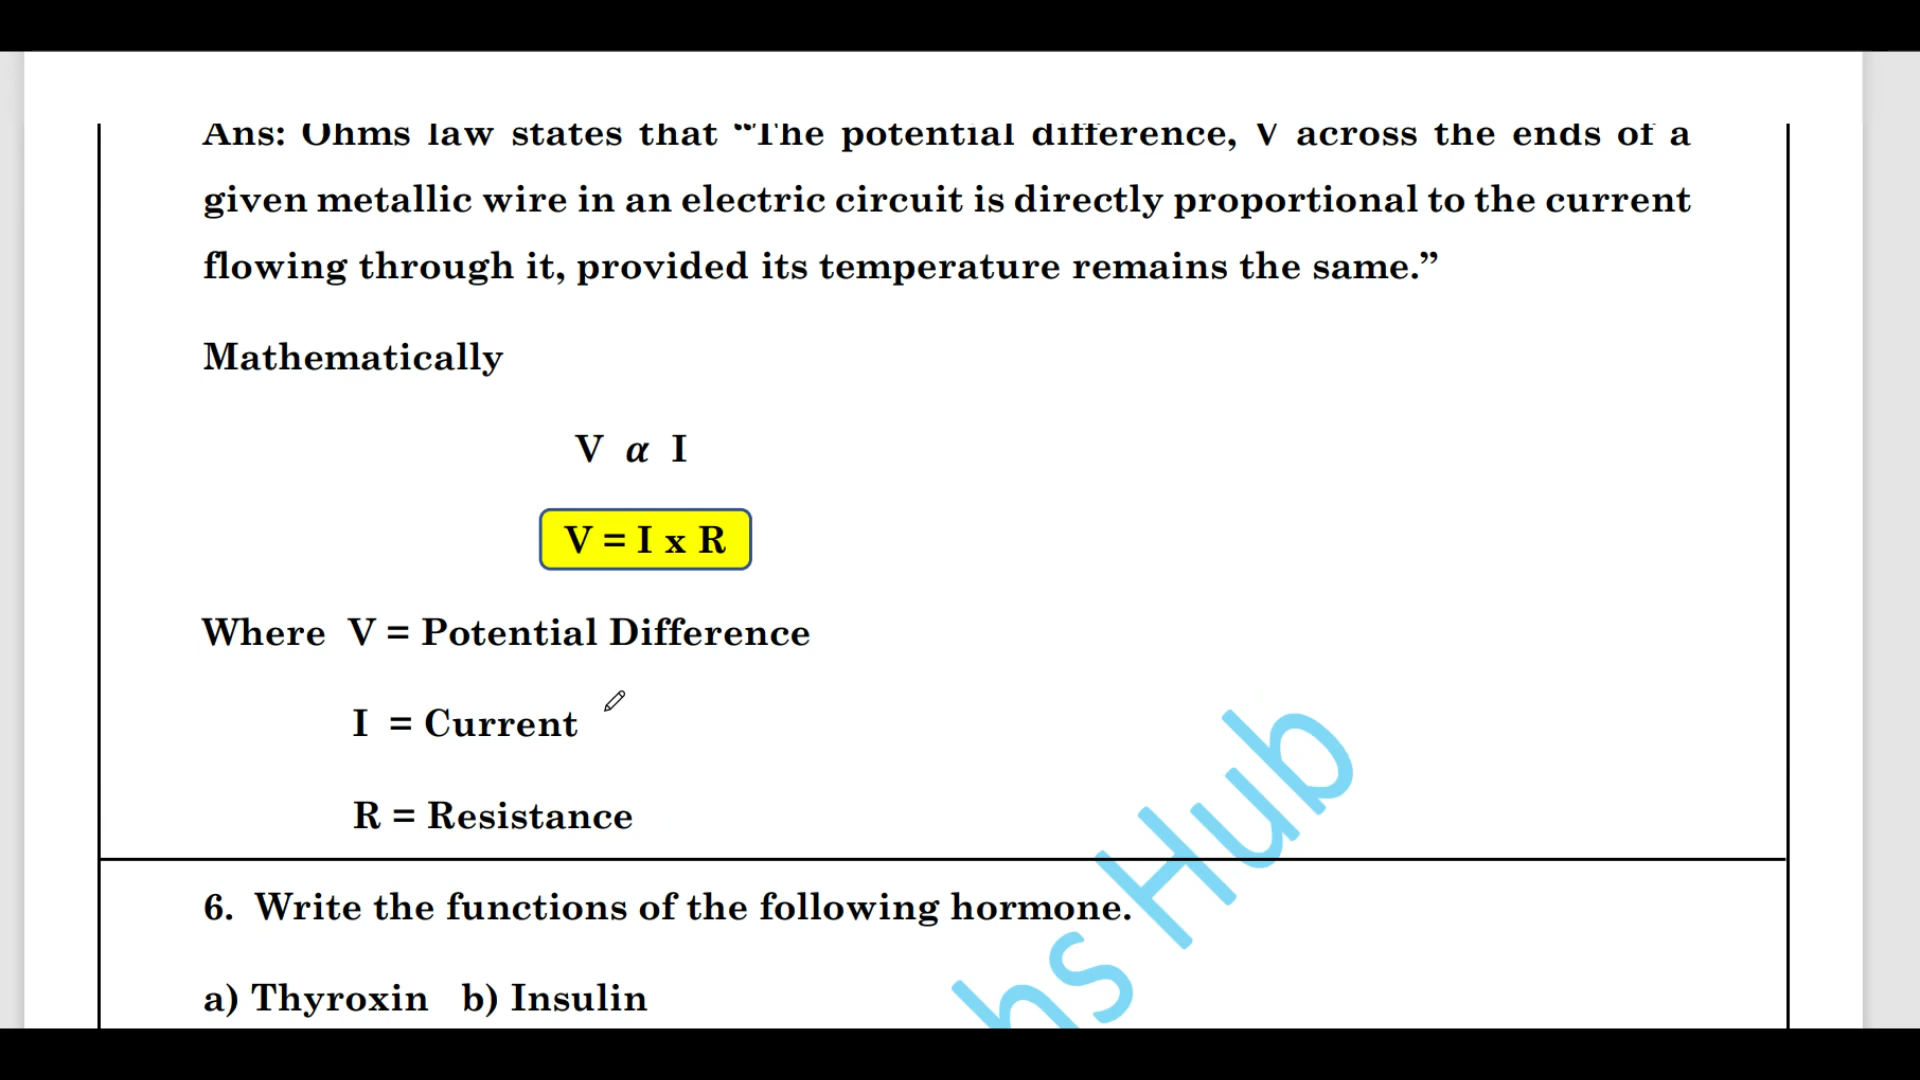 Ans: Ohms law states that “The potential difference, V across the ends of a
given metallic wire in an electric circuit is directly proportional to the current
flowing through it, provided its temperature remains the same.”
Mathematically
V α I
V = I x R
Where V = Potential Difference
I = Current
R = Resistance
6. Write the functions of the following hormone.
a) Thyroxin b) Insulin
hs Hub